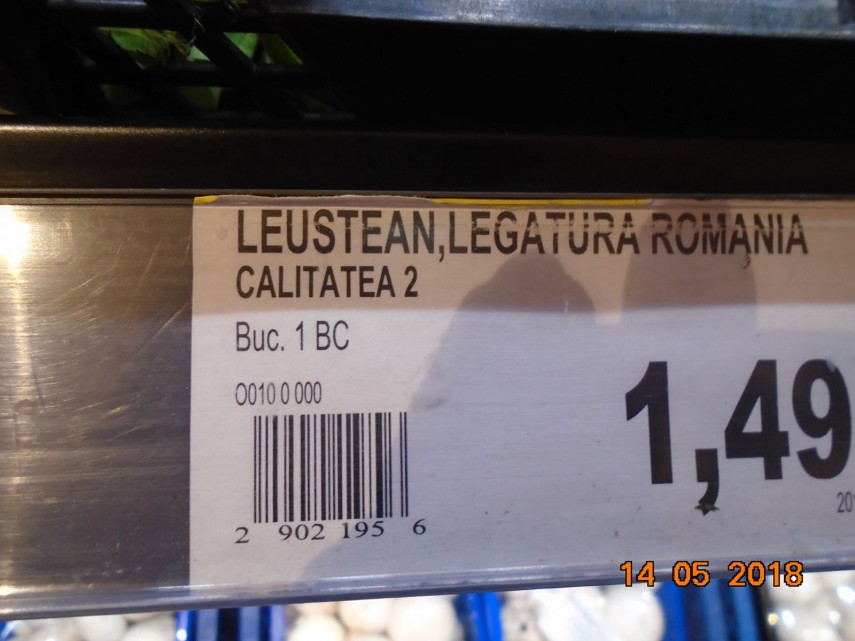 LEUSTEAN,LEGATURA ROMANIA
CALITATEA 2
Buc. 1 BC
O010 0 000
1,49
2 902 195 6
14 05 2018